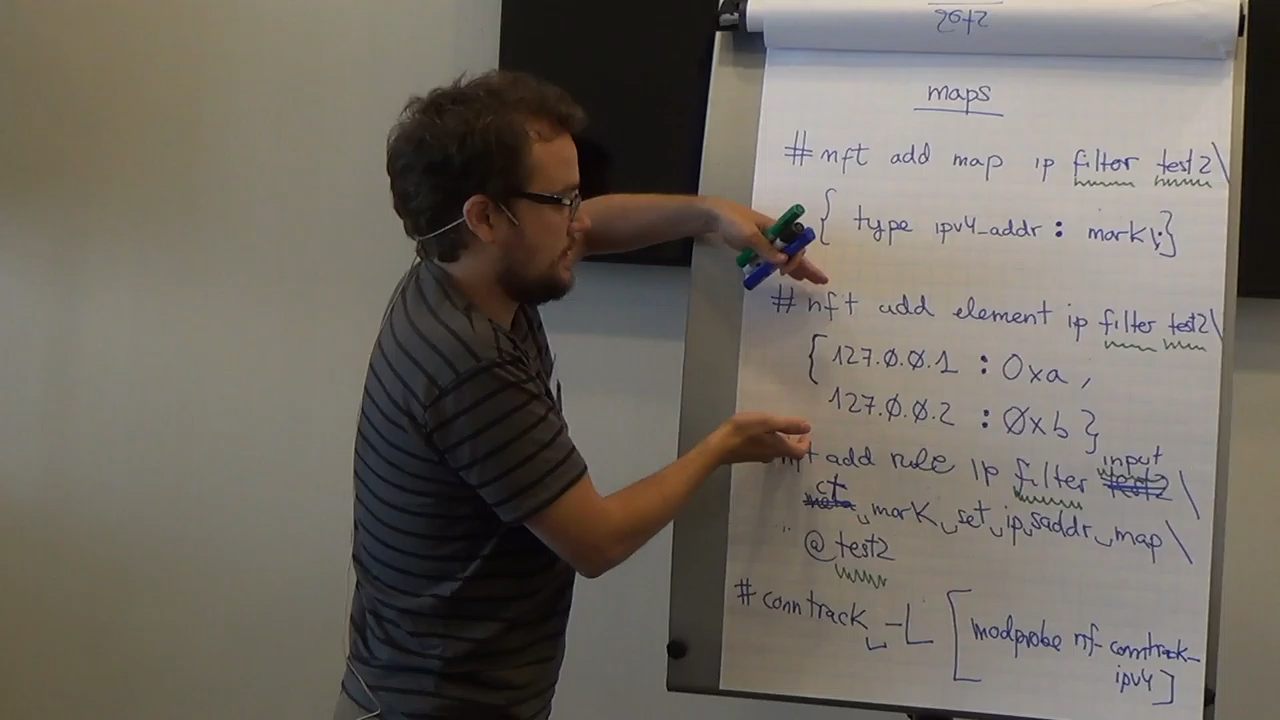 maps
# nft add map ip filter test2\
{ type ipv4_addr : mark\;}
# nft add element ip filter test2\
{127.0.0.1 : 0xa ,
127.0.0.2 : 0xb }
add rule ip filter input \
ct mark set ip saddr map \
@test2
# conntrack -L [modprobe nf-conntrack-
ipv4]